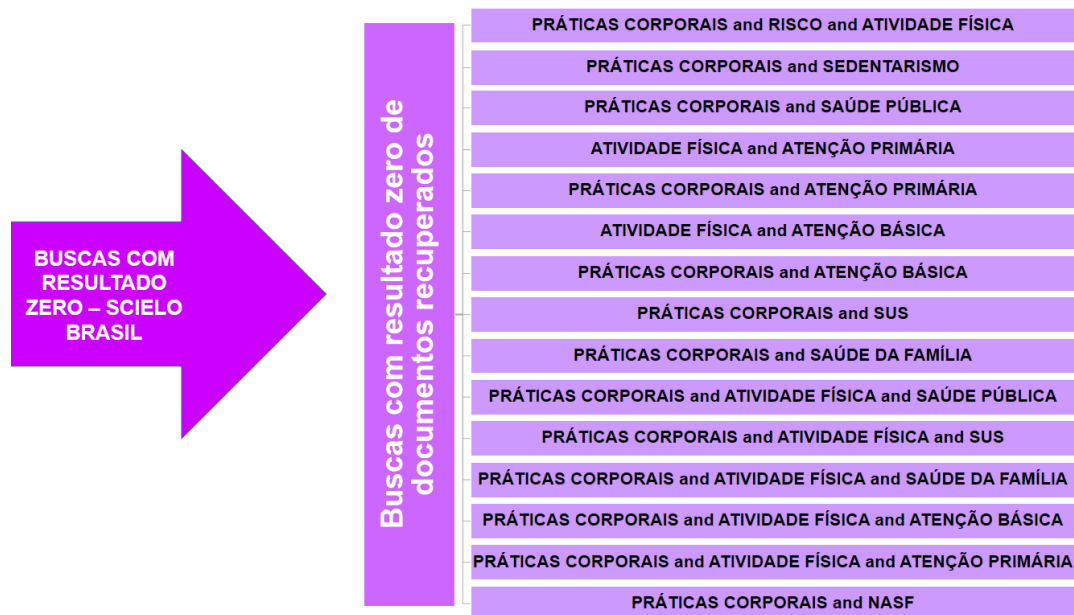 BUSCAS COM
RESULTADO
ZERO – SCIELO
BRASIL
Buscas com resultado zero de
documentos recuperados
PRÁTICAS CORPORAIS and RISCO e ATIVIDADE FÍSICA
PRÁTICAS CORPORAIS and SEDENTARISMO
PRÁTICAS CORPORAIS and SAÚDE PÚBLICA
ATIVIDADE FÍSICA and ATENÇÃO PRIMÁRIA
PRÁTICAS CORPORAIS and ATENÇÃO PRIMÁRIA
ATIVIDADE FÍSICA and ATENÇÃO BÁSICA
PRÁTICAS CORPORAIS and ATENÇÃO BÁSICA
PRÁTICAS CORPORAIS and SUS
PRÁTICAS CORPORAIS and SAÚDE DA FAMÍLIA
PRÁTICAS CORPORAIS and ATIVIDADE FÍSICA and SAÚDE PÚBLICA
PRÁTICAS CORPORAIS and ATIVIDADE FÍSICA and SUS
PRÁTICAS CORPORAIS and ATIVIDADE FÍSICA and SAÚDE DA FAMÍLIA
PRÁTICAS CORPORAIS and ATIVIDADE FÍSICA and ATENÇÃO BÁSICA
PRÁTICAS CORPORAIS and ATIVIDADE FÍSICA and ATENÇÃO PRIMÁRIA
PRÁTICAS CORPORAIS and NASF